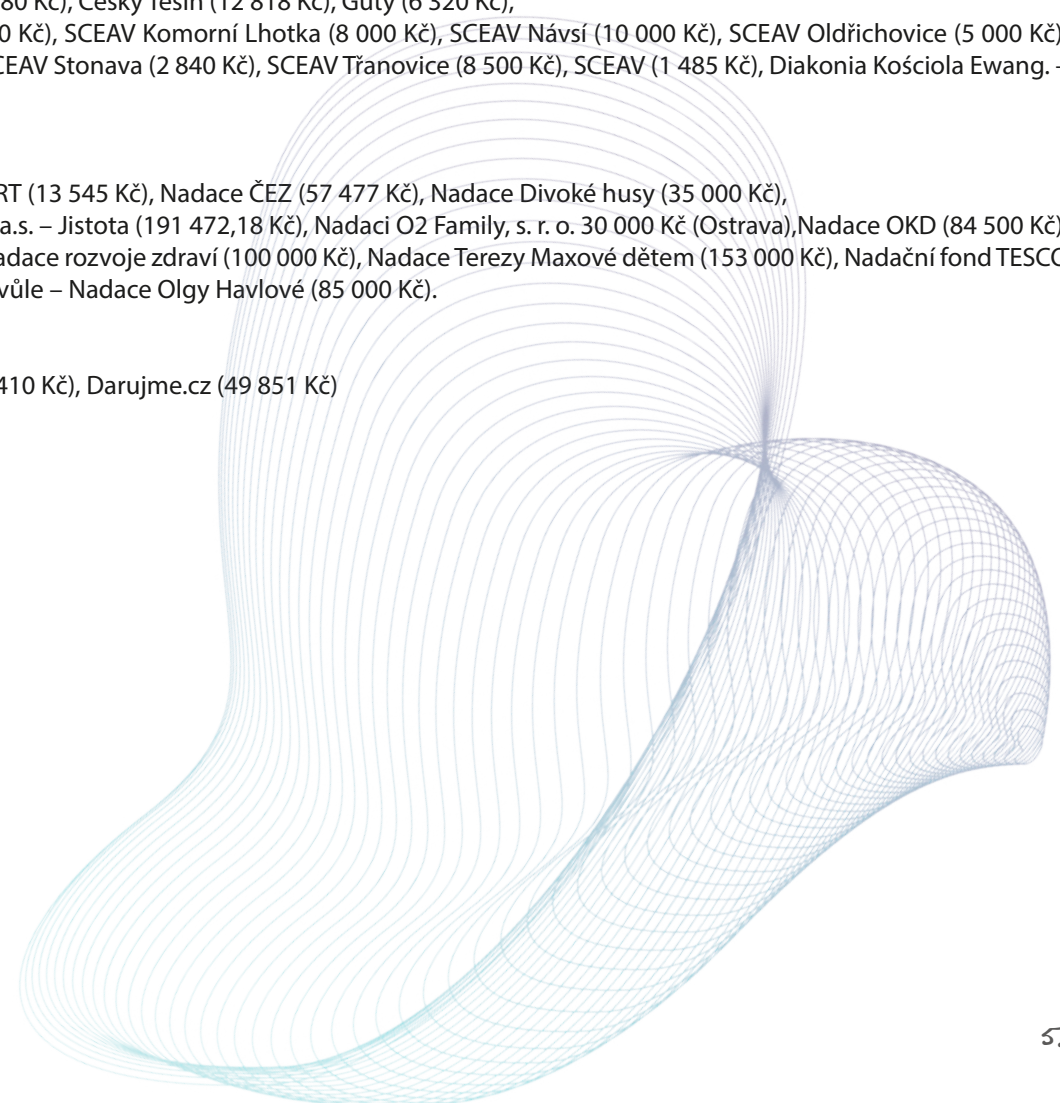 80 Kč), Český Těšín (12 818 Kč), Guty (6 320 Kč),
0 Kč), SCEAV Komorní Lhotka (8 000 Kč), SCEAV Návsí (10 000 Kč), SCEAV Oldřichovice (5 000 Kč)
CEAV Stonava (2 840 Kč), SCEAV Třanovice (8 500 Kč), SCEAV (1 485 Kč), Diakonia Kościola Ewang. -
RT (13 545 Kč), Nadace ČEZ (57 477 Kč), Nadace Divoké husy (35 000 Kč),
a.s. – Jistota (191 472,18 Kč), Nadaci O2 Family, s. r. o. 30 000 Kč (Ostrava),Nadace OKD (84 500 Kč)
adace rozvoje zdraví (100 000 Kč), Nadace Terezy Maxové dětem (153 000 Kč), Nadační fond TESCO
vůle – Nadace Olgy Havlové (85 000 Kč).
410 Kč), Darujme.cz (49 851 Kč)